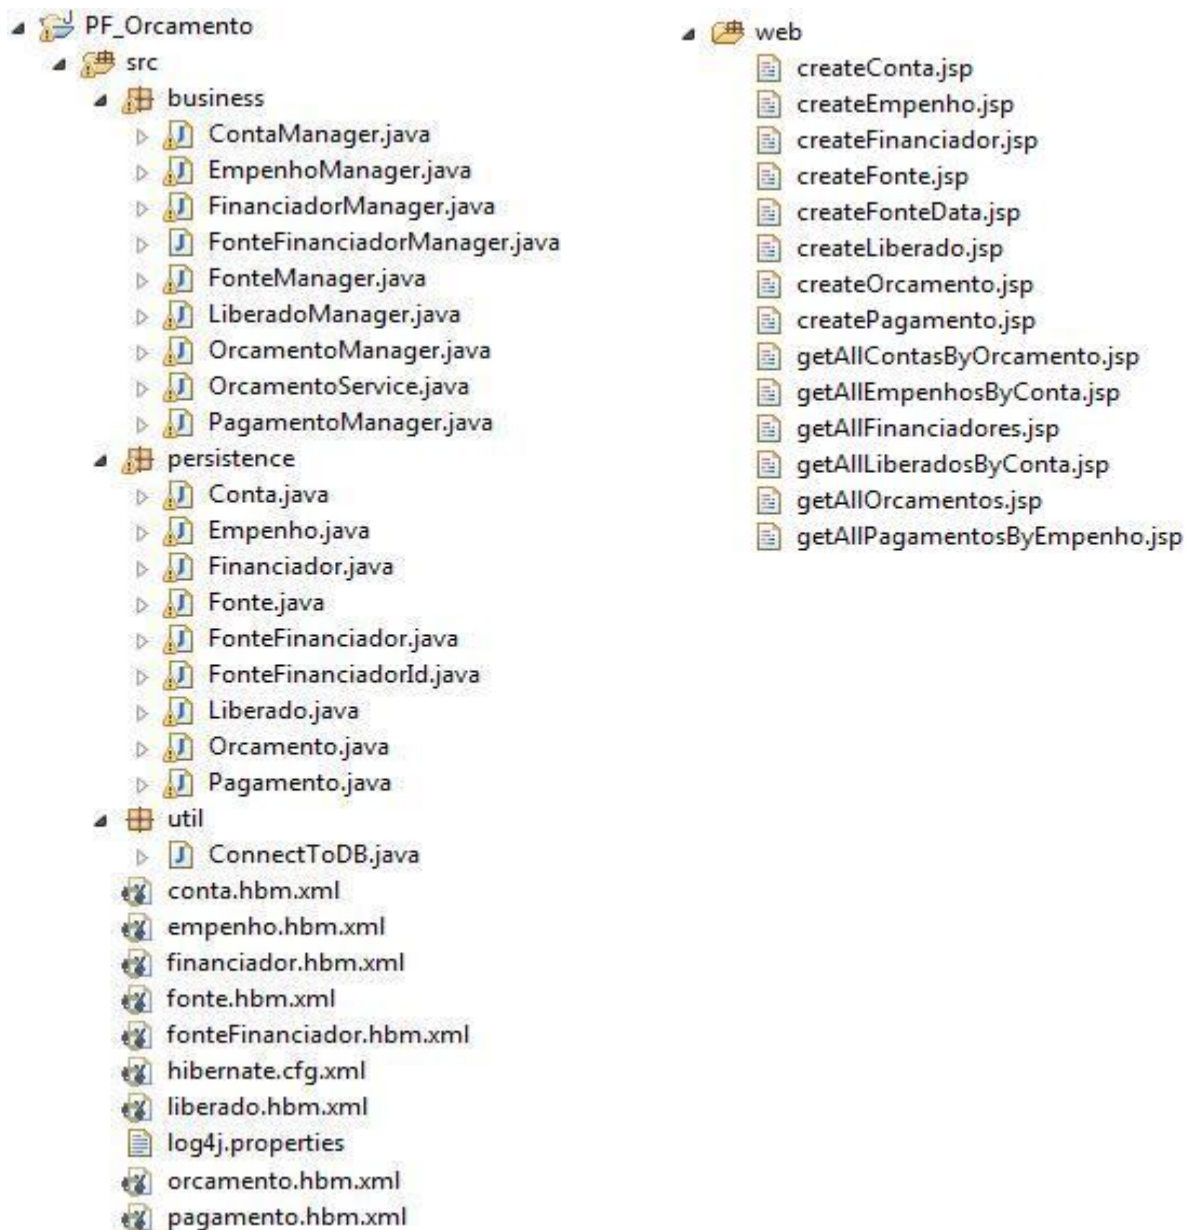 PF_Orcamento
src
business
ContaManager.java
EmpenhoManager.java
FinanciadorManager.java
FonteFinanciadorManager.java
FonteManager.java
LiberadoManager.java
OrcamentoManager.java
OrcamentoService.java
PagamentoManager.java
persistence
Conta.java
Empenho.java
Financiador.java
Fonte.java
FonteFinanciador.java
FonteFinanciadorId.java
Liberado.java
Orcamento.java
Pagamento.java
util
ConnectToDB.java
conta.hbm.xml
empenho.hbm.xml
financiador.hbm.xml
fonte.hbm.xml
fonteFinanciador.hbm.xml
hibernate.cfg.xml
liberado.hbm.xml
log4j.properties
orcamento.hbm.xml
pagamento.hbm.xml
web
createConta.jsp
createEmpenho.jsp
createFinanciador.jsp
createFonte.jsp
createFonteData.jsp
createLiberado.jsp
createOrcamento.jsp
createPagamento.jsp
getAllContasByOrcamento.jsp
getAllEmpenhosByConta.jsp
getAllFinanciadores.jsp
getAllLiberadosByConta.jsp
getAllOrcamentos.jsp
getAllPagamentosByEmpenho.jsp